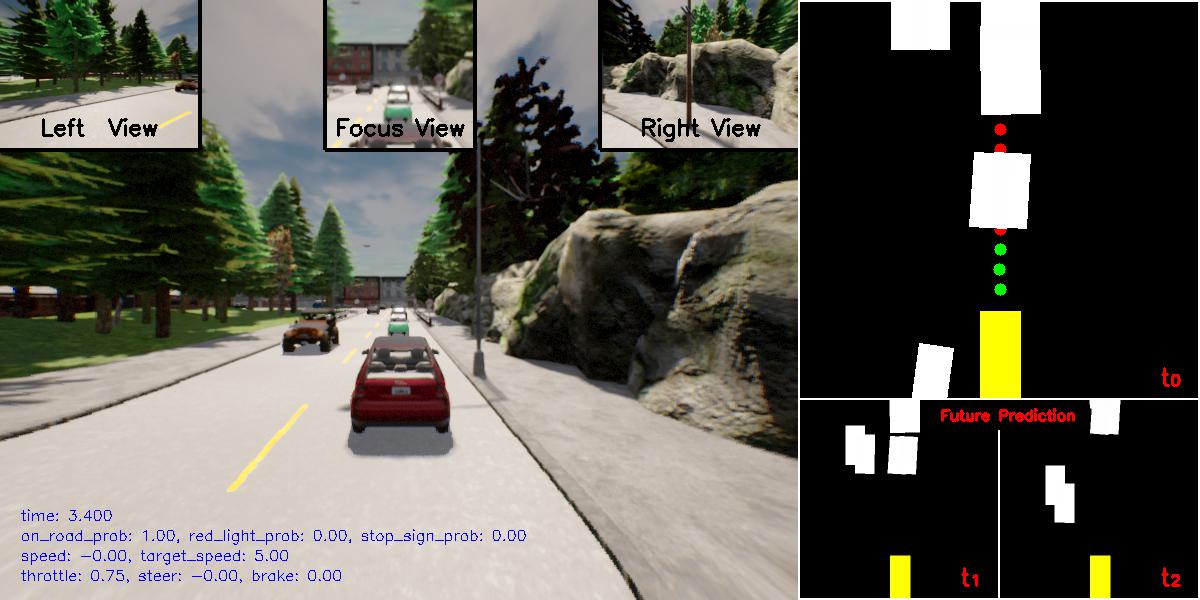 Left View
Focus View
Right View
time: 3.400
on_road_prob: 1.00, red_light_prob: 0.00, stop_sign_prob: 0.00
speed: −0.00, target_speed: 5.00
throttle: 0.75, steer: −0.00, brake: 0.00
t0
Future Prediction
t1
t2